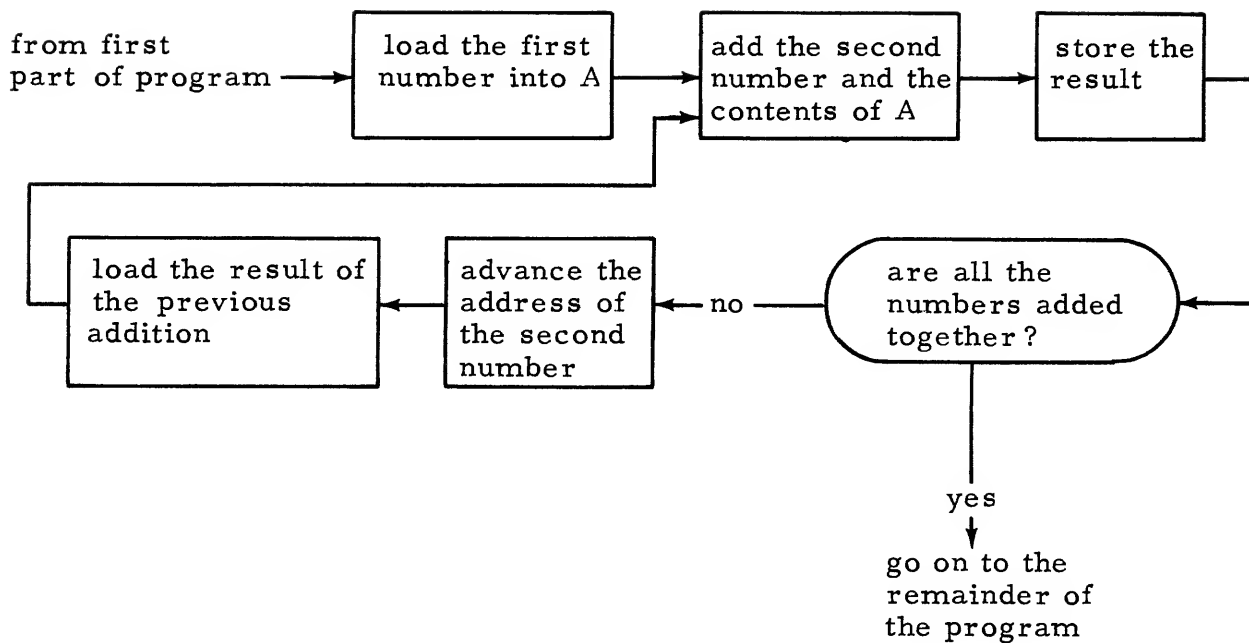 from first
part of program
load the first
number into A
add the second
number and the
contents of A
store the
result
are all the
numbers added
together?
no
advance the
address of
the second
number
load the result of
the previous
addition
yes
go on to the
remainder of
the program